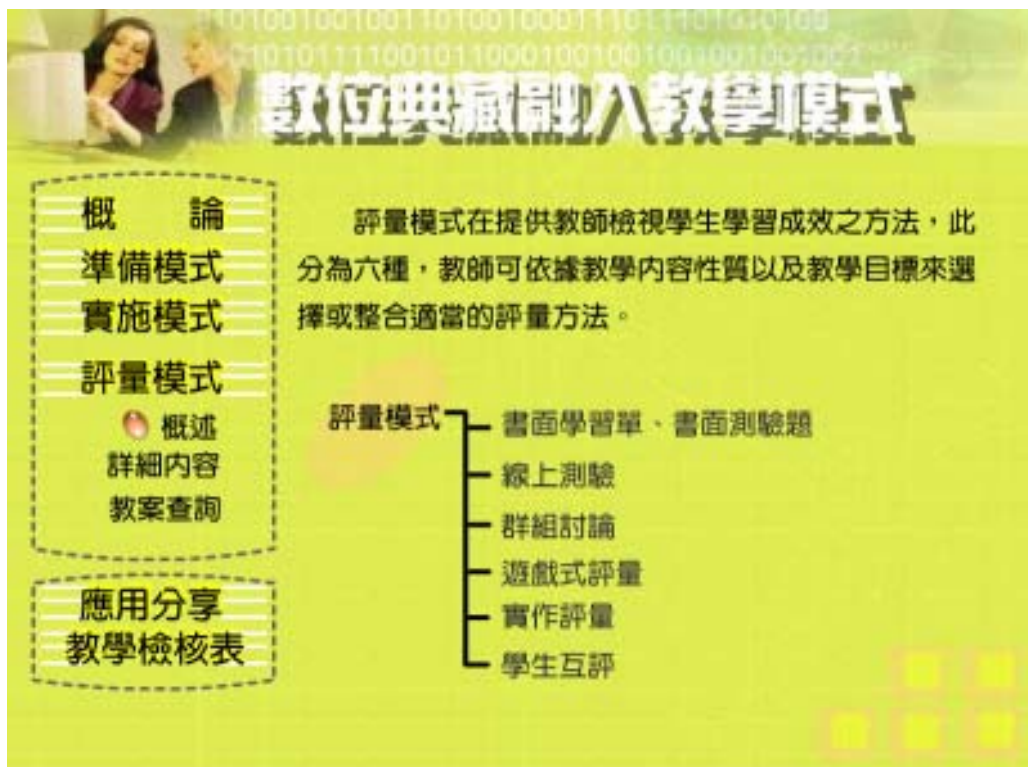 數位典藏融入教學模式
概 論
準備模式
實施模式
評量模式
概述
詳細內容
教案查詢
應用分享
教學檢核表
評量模式在提供教師檢視學生學習成效之方法，此
分為六種，教師可依據教學內容性質以及教學目標來選
擇或整合適當的評量方法。
評量模式
書面學習單、書面測驗題
線上測驗
群組討論
遊戲式評量
實作評量
學生互評